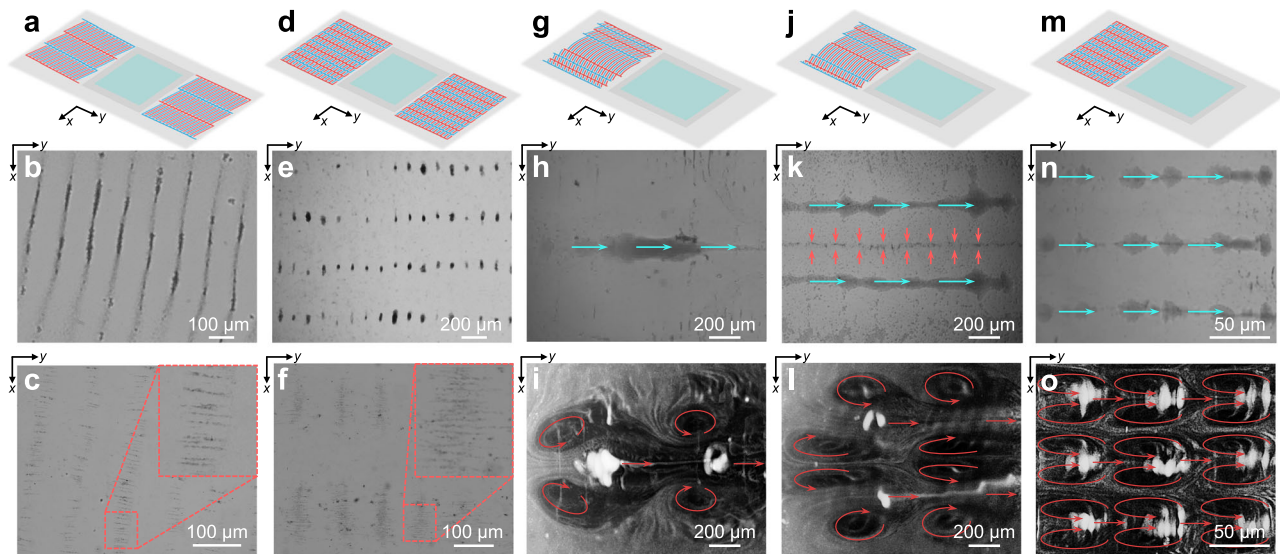 a d g j m
x y x y x y x y x y
y y y y y
b e h k n
x x x x x
100 µm 200 µm 200 µm 200 µm 50 µm
y y y y y
c f i l o
x x x x x
100 µm 100 µm 200 µm 200 µm 50 µm